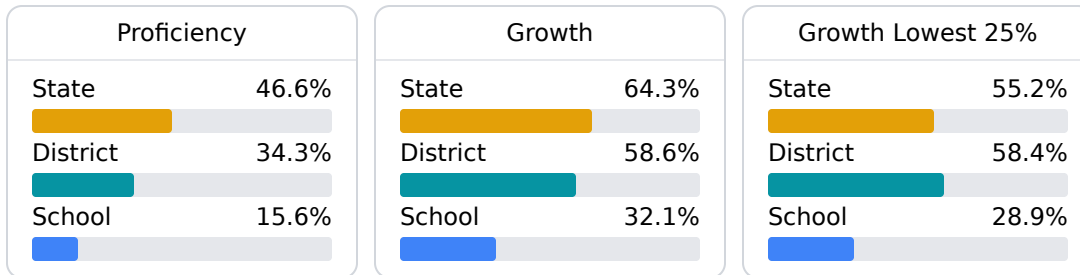 Proficiency
State 46.6%
District 34.3%
School 15.6%
Growth
State 64.3%
District 58.6%
School 32.1%
Growth Lowest 25%
State 55.2%
District 58.4%
School 28.9%